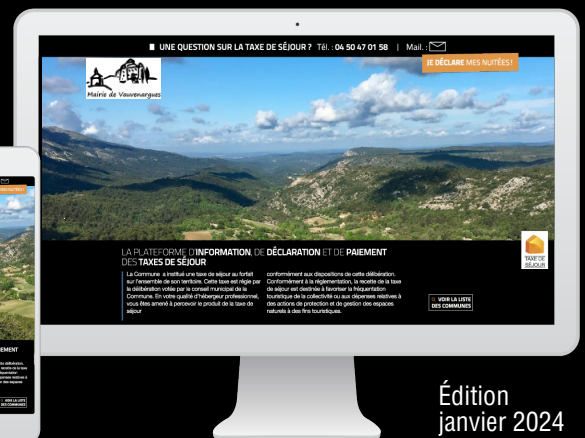 UNE QUESTION SUR LA TAXE DE SÉJOUR ? Tél. : 04 50 47 01 58 | Mail. :
JE DÉCLARE MES NUITÉES !
Mairie de Vauvenargues
LA PLATEFORME D'INFORMATION, DE DÉCLARATION ET DE PAIEMENT
DES TAXES DE SÉJOUR
La Commune a institué une taxe de séjour au forfait
sur l'ensemble de son territoire. Cette taxe est régie par
la délibération votée par le conseil municipal de la
Commune. En votre qualité d'hébergeur professionnel,
vous êtes amené à percevoir le produit de la taxe de
séjour
conformément aux dispositions de cette délibération.
Conformément à la réglementation, la recette de la taxe
de séjour est destinée à favoriser la fréquentation
touristique de la collectivité ou aux dépenses relatives à
des actions de protection et de gestion des espaces
naturels à des fins touristiques.
TAXE DE
SÉJOUR
VOIR LA LISTE
DES COMMUNES
EMENT
VOIR LA LISTE
DES COMMUNES
Édition
janvier 2024